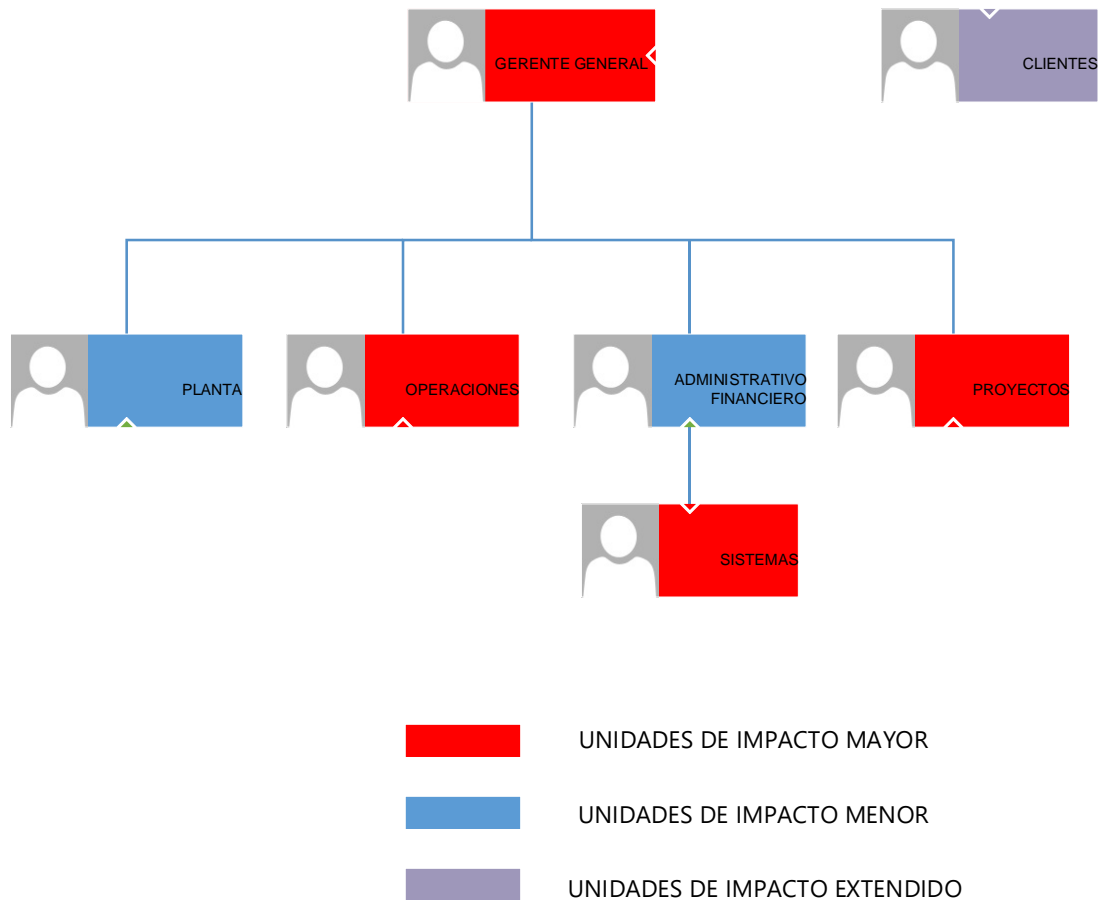 GERENTE GENERAL
CLIENTES
PLANTA
OPERACIONES
ADMINISTRATIVO
FINANCIERO
PROYECTOS
SISTEMAS
UNIDADES DE IMPACTO MAYOR
UNIDADES DE IMPACTO MENOR
UNIDADES DE IMPACTO EXTENDIDO